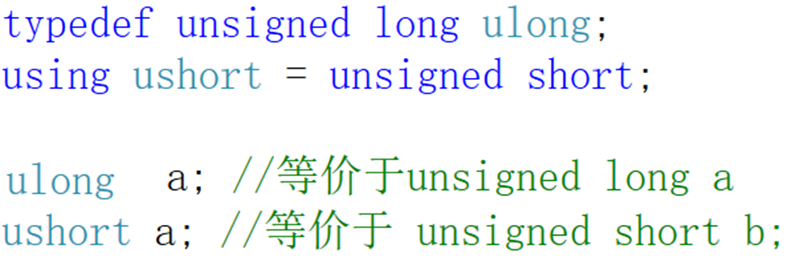 typedef unsigned long ulong;
using ushort = unsigned short;
ulong a; //等价于unsigned long a
ushort a; //等价于 unsigned short b;